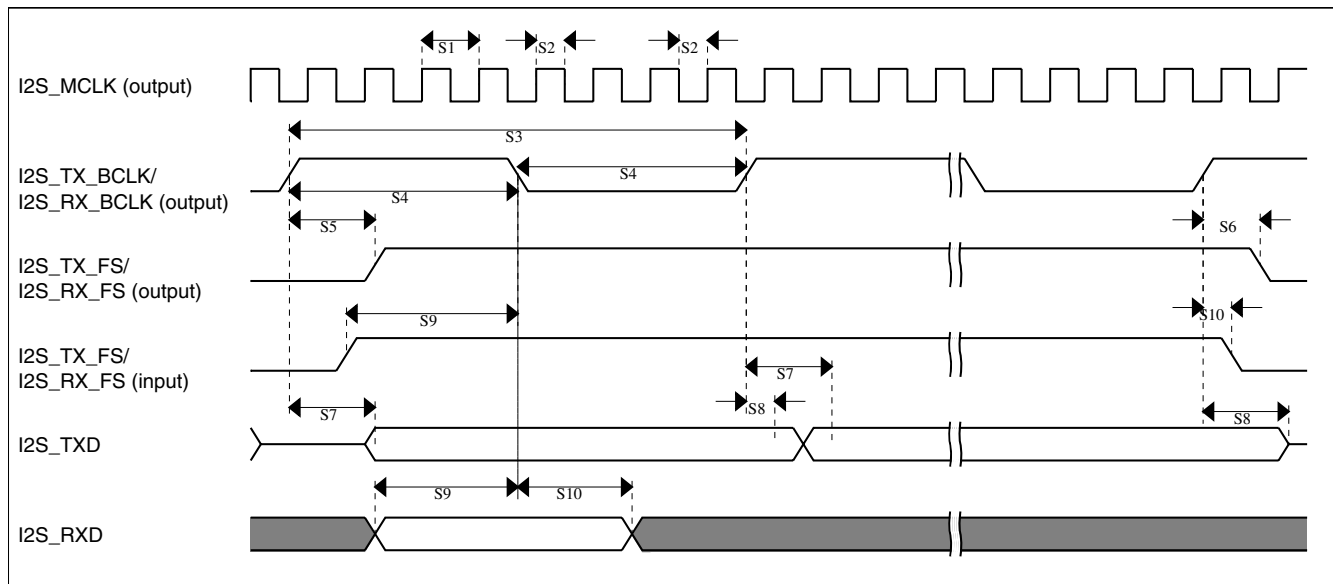 S1
S2
S2
I2S_MCLK (output)
S3
I2S_TX_BCLK/
I2S_RX_BCLK (output)
S4
S4
S5
S6
I2S_TX_FS/
I2S_RX_FS (output)
S9
S10
I2S_TX_FS/
I2S_RX_FS (input)
S7
S7
S8
S8
I2S_TXD
S9
S10
I2S_RXD